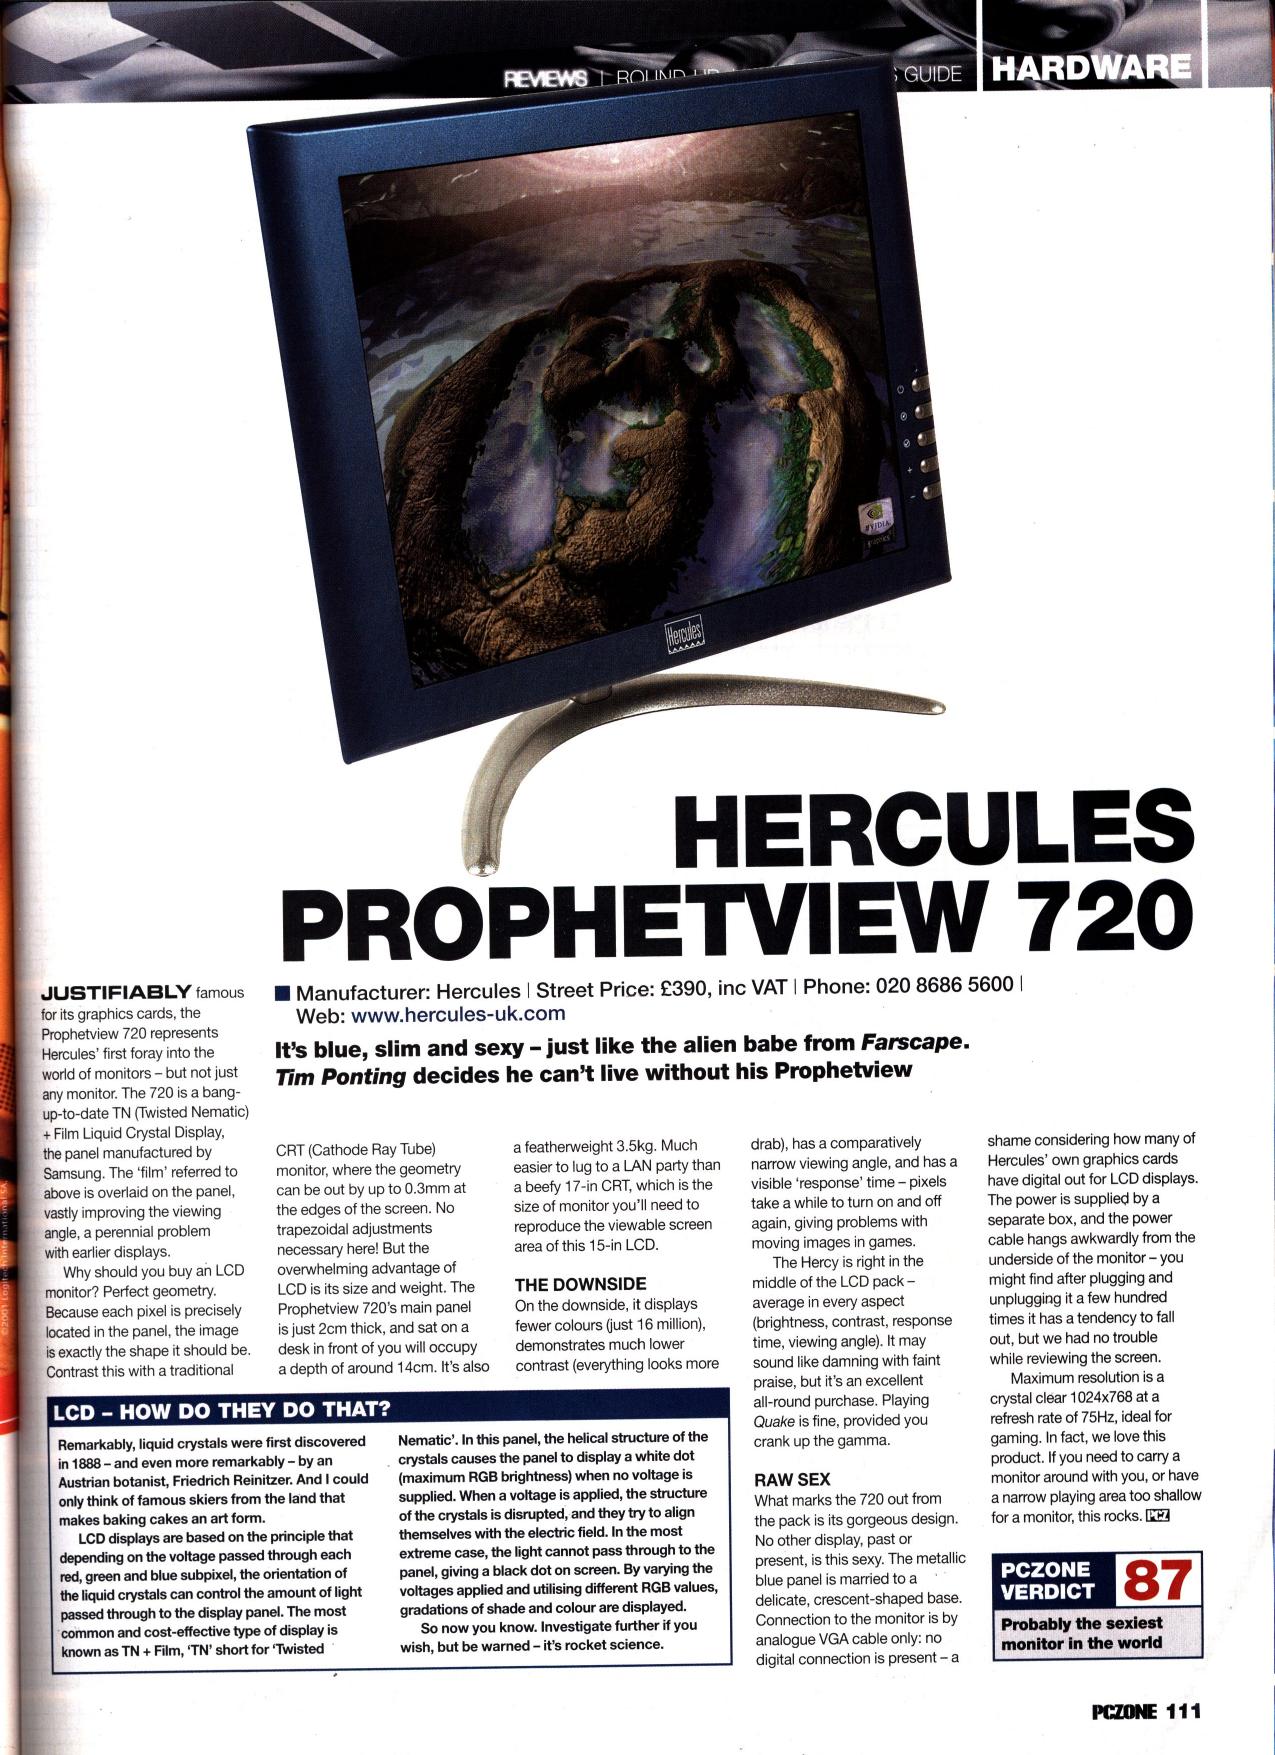 REVIEWS | ROUND-UP
S GUIDE
HARDWARE
nVIDIA
graphics
Hercules
HERCULES
PROPHETVIEW 720
■ Manufacturer: Hercules | Street Price: £390, inc VAT | Phone: 020 8686 5600 |
Web: www.hercules-uk.com
It's blue, slim and sexy – just like the alien babe from Farscape.
Tim Ponting decides he can't live without his Prophetview
JUSTIFIABLY famous
for its graphics cards, the
Prophetview 720 represents
Hercules' first foray into the
world of monitors – but not just
any monitor. The 720 is a bang-
up-to-date TN (Twisted Nematic)
+ Film Liquid Crystal Display,
the panel manufactured by
Samsung. The 'film' referred to
above is overlaid on the panel,
vastly improving the viewing
angle, a perennial problem
with earlier displays.
Why should you buy an LCD
monitor? Perfect geometry.
Because each pixel is precisely
located in the panel, the image
is exactly the shape it should be.
Contrast this with a traditional
CRT (Cathode Ray Tube)
monitor, where the geometry
can be out by up to 0.3mm at
the edges of the screen. No
trapezoidal adjustments
necessary here! But the
overwhelming advantage of
LCD is its size and weight. The
Prophetview 720's main panel
is just 2cm thick, and sat on a
desk in front of you will occupy
a depth of around 14cm. It's also
a featherweight 3.5kg. Much
easier to lug to a LAN party than
a beefy 17-in CRT, which is the
size of monitor you'll need to
reproduce the viewable screen
area of this 15-in LCD.
THE DOWNSIDE
On the downside, it displays
fewer colours (just 16 million),
demonstrates much lower
contrast (everything looks more
drab), has a comparatively
narrow viewing angle, and has a
visible 'response' time – pixels
take a while to turn on and off
again, giving problems with
moving images in games.
The Hercy is right in the
middle of the LCD pack –
average in every aspect
(brightness, contrast, response
time, viewing angle). It may
sound like damning with faint
praise, but it's an excellent
all-round purchase. Playing
Quake is fine, provided you
crank up the gamma.
RAW SEX
What marks the 720 out from
the pack is its gorgeous design.
No other display, past or
present, is this sexy. The metallic
blue panel is married to a
delicate, crescent-shaped base.
Connection to the monitor is by
analogue VGA cable only: no
digital connection is present – a
shame considering how many of
Hercules' own graphics cards
have digital out for LCD displays.
The power is supplied by a
separate box, and the power
cable hangs awkwardly from the
underside of the monitor – you
might find after plugging and
unplugging it a few hundred
times it has a tendency to fall
out, but we had no trouble
while reviewing the screen.
Maximum resolution is a
crystal clear 1024x768 at a
refresh rate of 75Hz, ideal for
gaming. In fact, we love this
product. If you need to carry a
monitor around with you, or have
a narrow playing area too shallow
for a monitor, this rocks. PCZ
LCD – HOW DO THEY DO THAT?
Remarkably, liquid crystals were first discovered
in 1888 – and even more remarkably – by an
Austrian botanist, Friedrich Reinitzer. And I could
only think of famous skiers from the land that
makes baking cakes an art form.
LCD displays are based on the principle that
depending on the voltage passed through each
red, green and blue subpixel, the orientation of
the liquid crystals can control the amount of light
passed through to the display panel. The most
common and cost-effective type of display is
known as TN + Film, 'TN' short for 'Twisted
Nematic'. In this panel, the helical structure of the
crystals causes the panel to display a white dot
(maximum RGB brightness) when no voltage is
supplied. When a voltage is applied, the structure
of the crystals is disrupted, and they try to align
themselves with the electric field. In the most
extreme case, the light cannot pass through to the
panel, giving a black dot on screen. By varying the
voltages applied and utilising different RGB values,
gradations of shade and colour are displayed.
So now you know. Investigate further if you
wish, but be warned – it's rocket science.
PCZONE
VERDICT
87
Probably the sexiest
monitor in the world
PCZONE 111
©2001 Logitech International SA